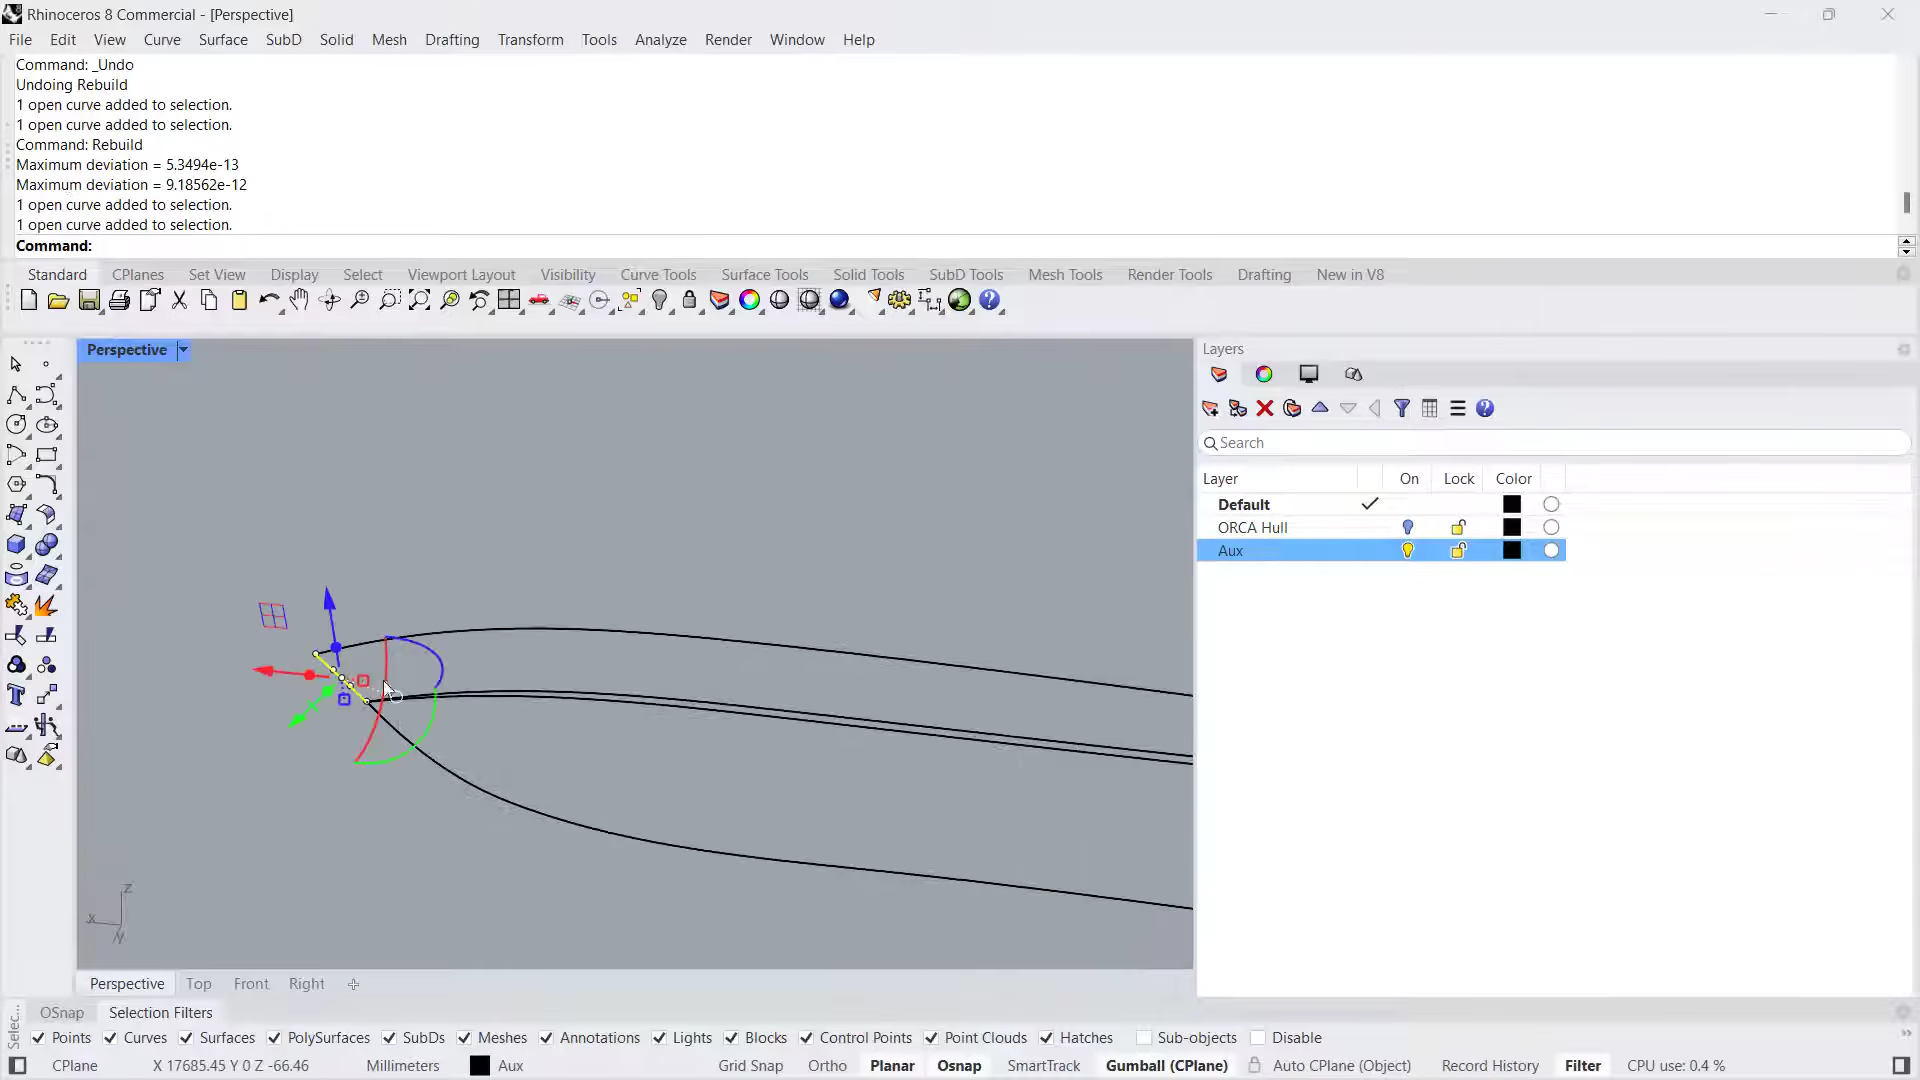 Rhinoceros 8 Commercial - [Perspective]
File Edit View Curve Surface SubD Solid Mesh Drafting Transform Tools Analyze Render Window Help
Command: _Undo
Undoing Rebuild
1 open curve added to selection.
1 open curve added to selection.
Command: Rebuild
Maximum deviation = 5.3494e-13
Maximum deviation = 9.18562e-12
1 open curve added to selection.
1 open curve added to selection.
Command:
Standard CPlanes Set View Display Select Viewport Layout Visibility Curve Tools Surface Tools Solid Tools SubD Tools Mesh Tools Render Tools Drafting New in V8
Perspective
Layers
Search
Layer On Lock Color
Default
ORCA Hull
Aux
z
x
y
Perspective Top Front Right
OSnap Selection Filters
Selec...
Points Curves Surfaces PolySurfaces SubDs Meshes Annotations Lights Blocks Control Points Point Clouds Hatches Sub-objects Disable
CPlane X 17685.45 Y 0 Z -66.46 Millimeters Aux Grid Snap Ortho Planar Osnap SmartTrack Gumball (CPlane) Auto CPlane (Object) Record History Filter CPU use: 0.4 %